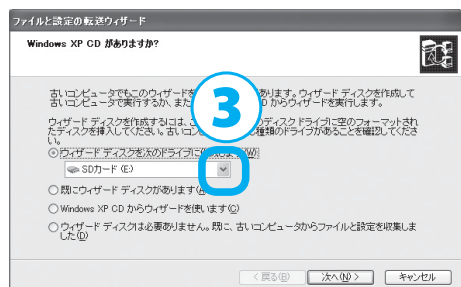 ファイルと設定の転送ウィザード
Windows XP CD がありますか?
古いコンピュータでもこのウィザードを あります。ウィザード ディスクを作成して
古いコンピュータで実行するか、また D からウィザードを実行します。
ウィザード ディスクを作成するには、こ ディスク ドライブに空のフォーマットされ
たディスクを挿入してください。古いコン 種類のドライブがあることを確認してくださ
い。
ウィザード ディスクを次のドライブに作成します(W):
SDカード (E:)
3
既にウィザード ディスクがあります
Windows XP CD からウィザードを使います(C)
ウィザード ディスクは必要ありません。既に、古いコンピュータからファイルと設定を収集しま
した(D)
< 戻る(B)
次へ(N) >
キャンセル